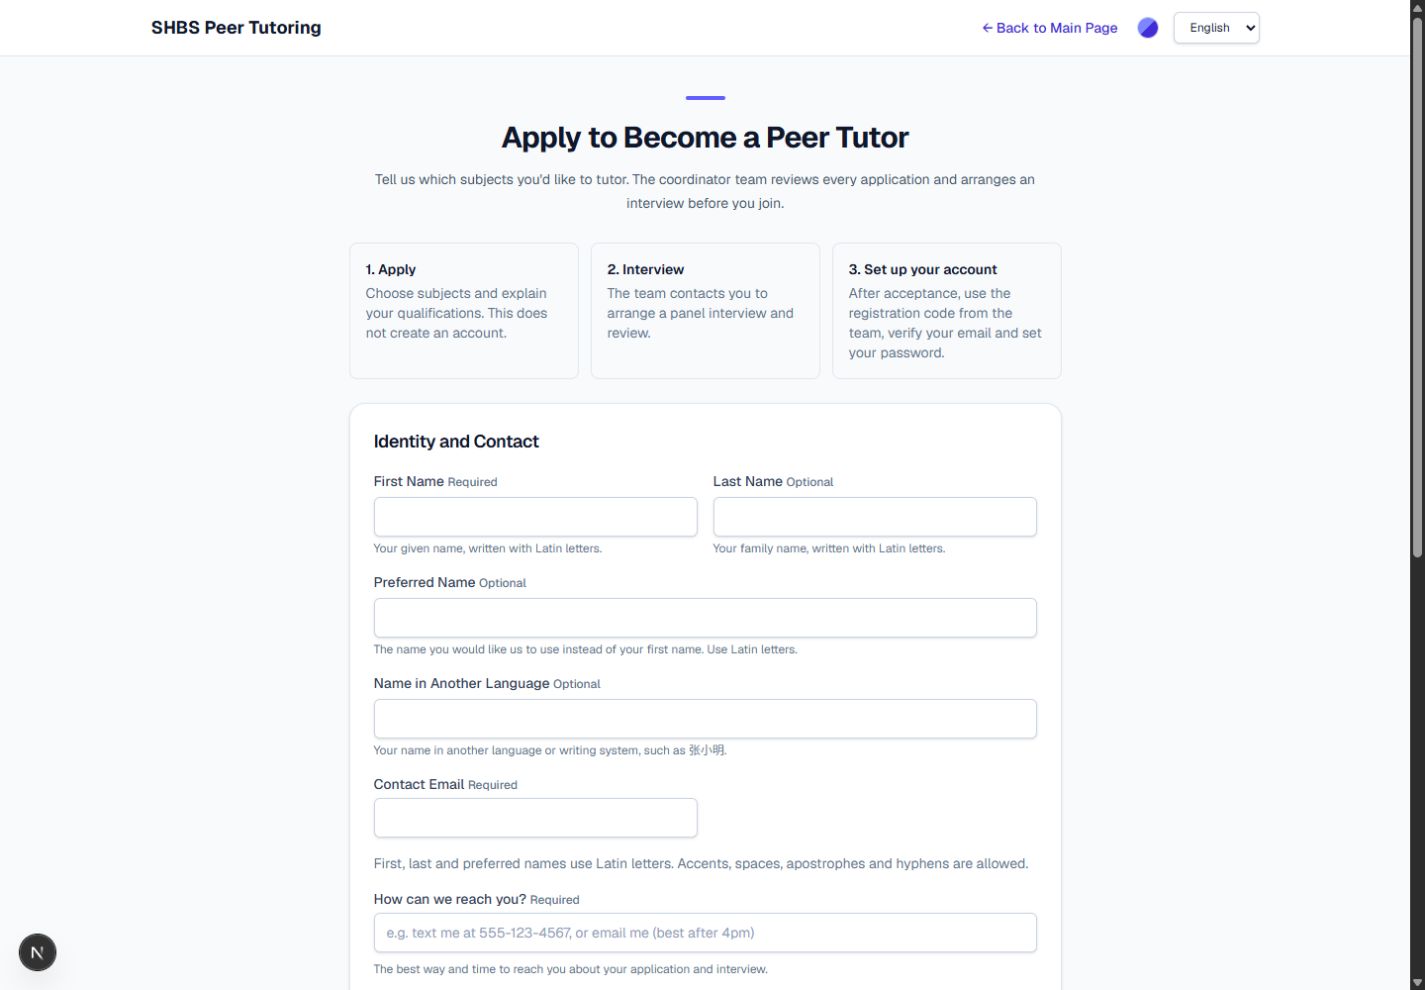 SHBS Peer Tutoring
← Back to Main Page
English
Apply to Become a Peer Tutor
Tell us which subjects you'd like to tutor. The coordinator team reviews every application and arranges an
interview before you join.
1. Apply
Choose subjects and explain
your qualifications. This does
not create an account.
2. Interview
The team contacts you to
arrange a panel interview and
review.
3. Set up your account
After acceptance, use the
registration code from the
team, verify your email and set
your password.
Identity and Contact
First Name Required
Your given name, written with Latin letters.
Last Name Optional
Your family name, written with Latin letters.
Preferred Name Optional
The name you would like us to use instead of your first name. Use Latin letters.
Name in Another Language Optional
Your name in another language or writing system, such as 张小明.
Contact Email Required
First, last and preferred names use Latin letters. Accents, spaces, apostrophes and hyphens are allowed.
How can we reach you? Required
e.g. text me at 555-123-4567, or email me (best after 4pm)
The best way and time to reach you about your application and interview.
N